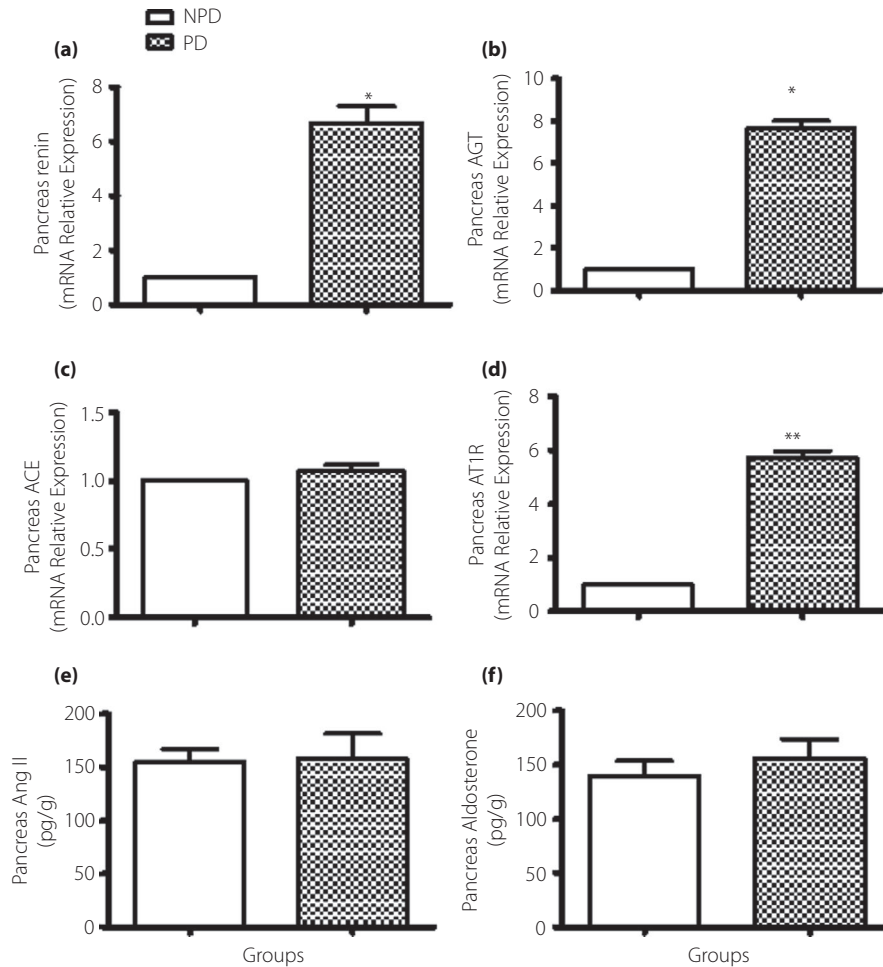 NPD
PD
(a)
Pancreas renin
(mRNA Relative Expression)
8
6
4
2
0
*
(b)
Pancreas AGT
(mRNA Relative Expression)
10
8
6
4
2
0
*
(c)
Pancreas ACE
(mRNA Relative Expression)
1.5
1.0
0.5
0.0
(d)
Pancreas AT1R
(mRNA Relative Expression)
8
6
4
2
0
**
(e)
Pancreas Ang II
(pg/g)
200
150
100
50
0
Groups
(f)
Pancreas Aldosterone
(pg/g)
200
150
100
50
0
Groups